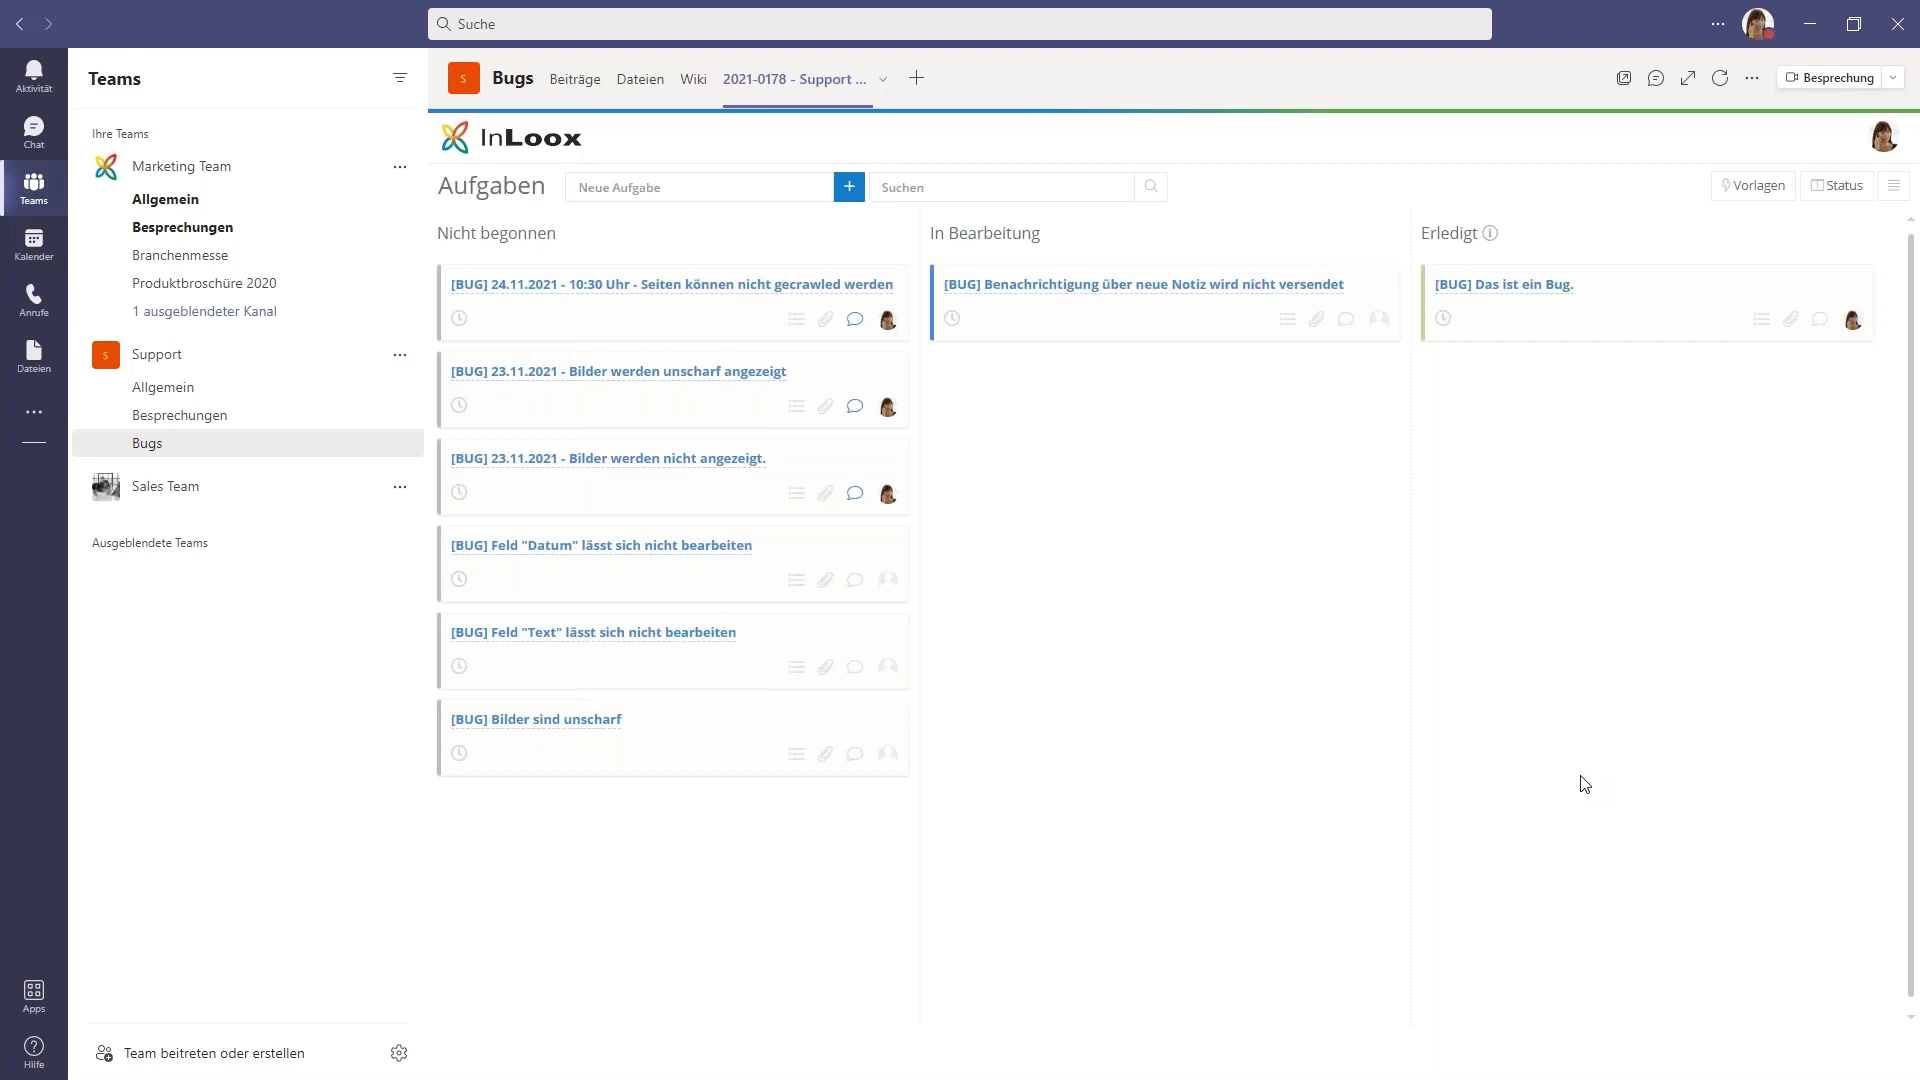 Suche
Aktivität
Chat
Teams
Kalender
Anrufe
Dateien
Apps
Hilfe
Teams
Ihre Teams
Marketing Team
Allgemein
Besprechungen
Branchenmesse
Produktbroschüre 2020
1 ausgeblendeter Kanal
S
Support
Allgemein
Besprechungen
Bugs
Sales Team
Ausgeblendete Teams
Team beitreten oder erstellen
S
Bugs
Beiträge
Dateien
Wiki
2021-0178 - Support ...
Besprechung
InLoox
Aufgaben
Neue Aufgabe
Suchen
Vorlagen
Status
Nicht begonnen
[BUG] 24.11.2021 - 10:30 Uhr - Seiten können nicht gecrawled werden
[BUG] 23.11.2021 - Bilder werden unscharf angezeigt
[BUG] 23.11.2021 - Bilder werden nicht angezeigt.
[BUG] Feld "Datum" lässt sich nicht bearbeiten
[BUG] Feld "Text" lässt sich nicht bearbeiten
[BUG] Bilder sind unscharf
In Bearbeitung
[BUG] Benachrichtigung über neue Notiz wird nicht versendet
Erledigt
[BUG] Das ist ein Bug.